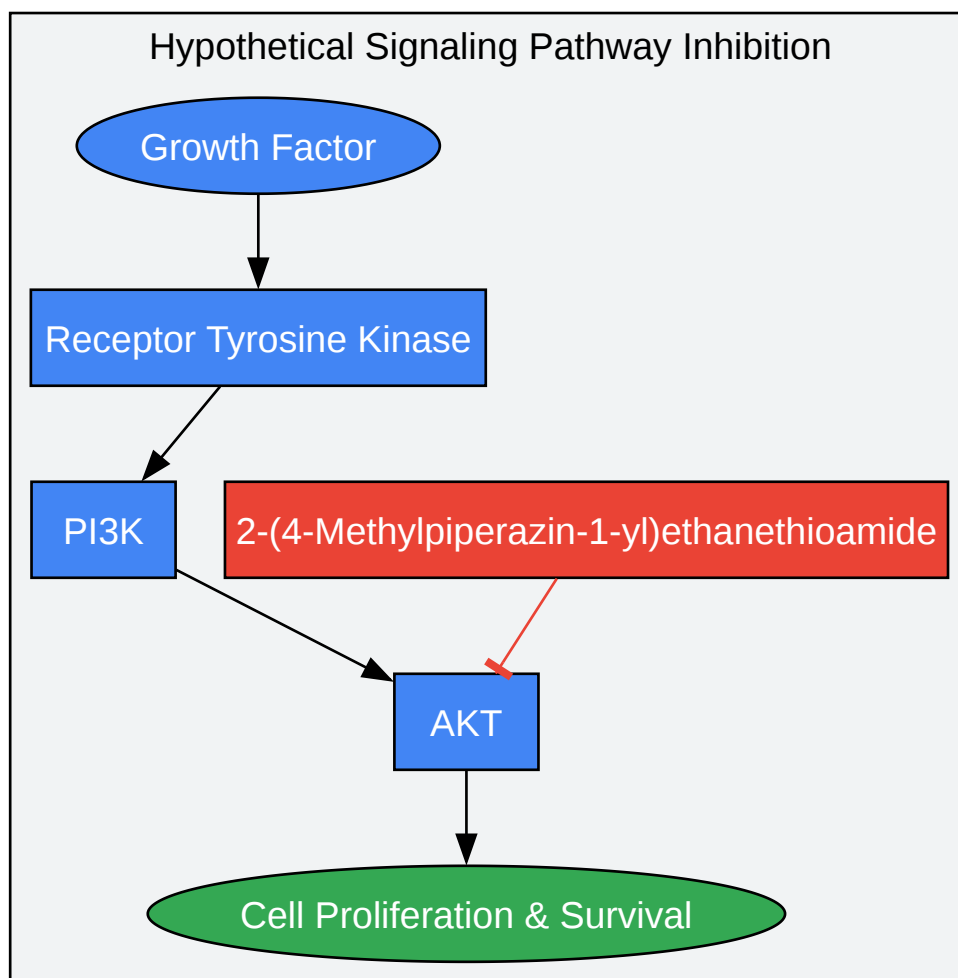 Hypothetical Signaling Pathway Inhibition
Growth Factor
Receptor Tyrosine Kinase
PI3K
2-(4-Methylpiperazin-1-yl)ethanethioamide
AKT
Cell Proliferation & Survival